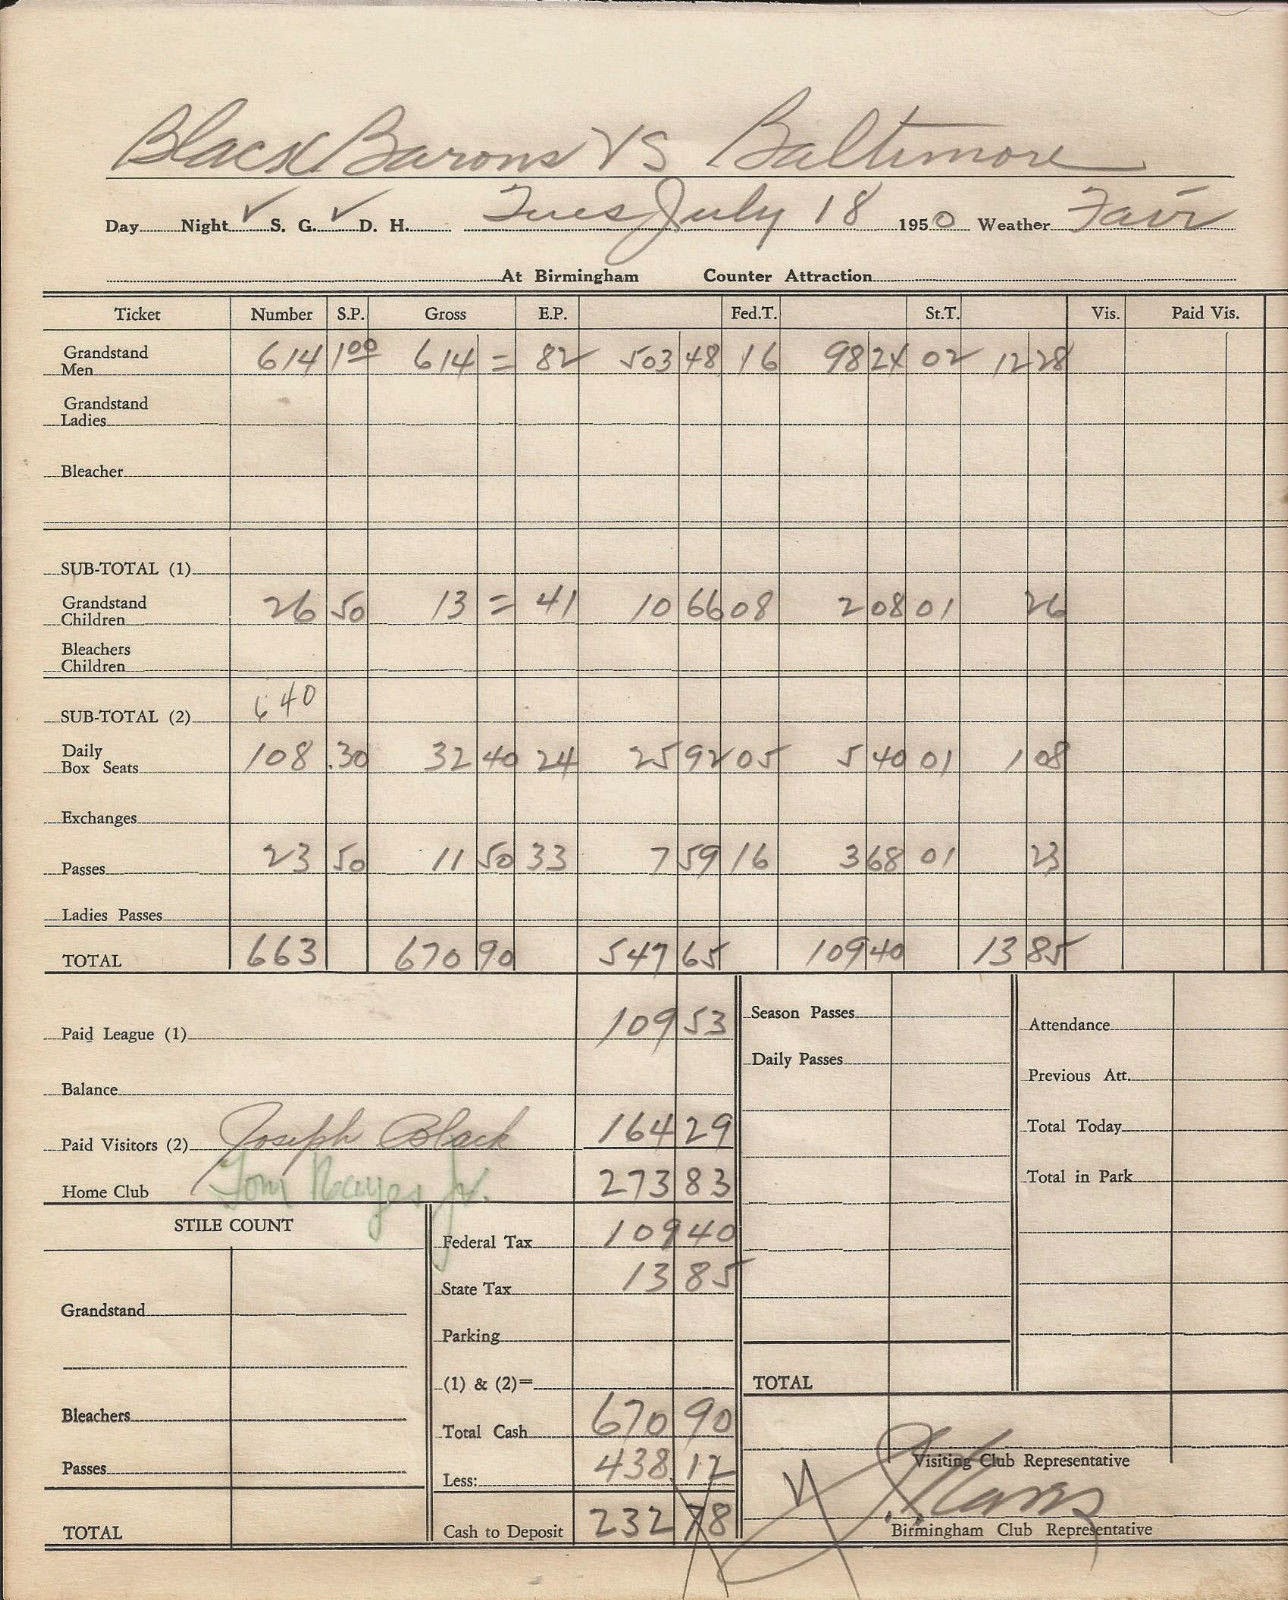 Black Barons VS Baltimore
Day Night ✓ S. G. ✓ D. H. Tues July 18 1950 Weather Fair
At Birmingham Counter Attraction
Ticket Number S.P. Gross E.P. Fed.T. St.T. Vis. Paid Vis.
Grandstand Men 614 1 00 614 = 82 503 48 16 98 24 02 12 28
Grandstand Ladies
Bleacher
SUB-TOTAL (1)
Grandstand Children 26 50 13 = 41 10 66 08 2 08 01 26
Bleachers Children
SUB-TOTAL (2) 640
Daily Box Seats 108 .30 32 40 24 25 92 05 5 40 01 1 08
Exchanges
Passes 23 50 11 50 33 7 59 16 3 68 01 23
Ladies Passes
TOTAL 663 670 90 547 65 109 40 13 85
Paid League (1) 109 53
Balance
Paid Visitors (2) Joseph Black 164 29
Home Club Tom Hayes Jr. 273 83
STILE COUNT
Grandstand
Bleachers
Passes
TOTAL
Federal Tax 109 40
State Tax 13 85
Parking
(1) & (2)=
Total Cash 670 90
Less: 438 12
Cash to Deposit 232 78
Season Passes
Daily Passes
TOTAL
Attendance
Previous Att.
Total Today
Total in Park
Visiting Club Representative
Birmingham Club Representative